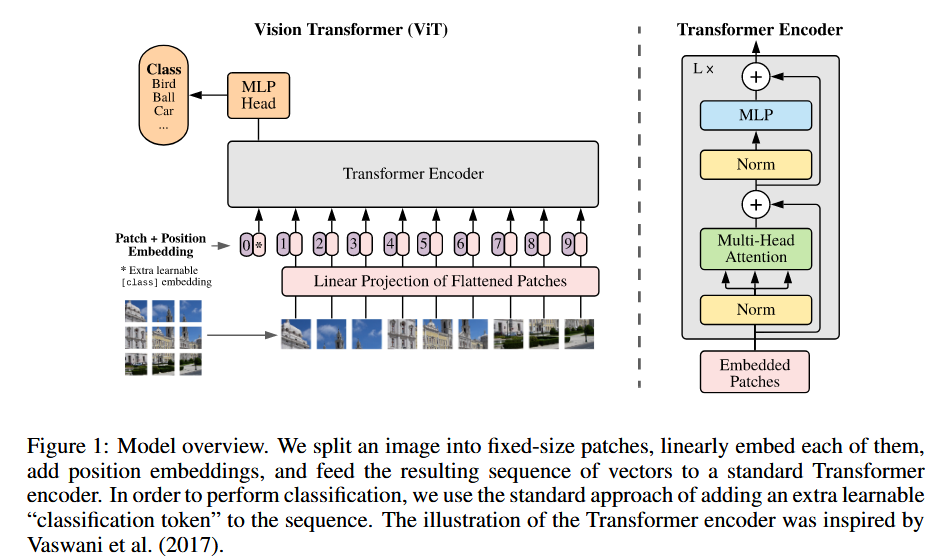 Vision Transformer (ViT)
Class
Bird
Ball
Car
...
MLP
Head
Transformer Encoder
Patch + Position
Embedding
* Extra learnable
[class] embedding
0 *
1
2
3
4
5
6
7
8
9
Linear Projection of Flattened Patches
Transformer Encoder
L x
+
MLP
Norm
+
Multi-Head
Attention
Norm
Embedded
Patches
Figure 1: Model overview. We split an image into fixed-size patches, linearly embed each of them,
add position embeddings, and feed the resulting sequence of vectors to a standard Transformer
encoder. In order to perform classification, we use the standard approach of adding an extra learnable
“classification token” to the sequence. The illustration of the Transformer encoder was inspired by
Vaswani et al. (2017).